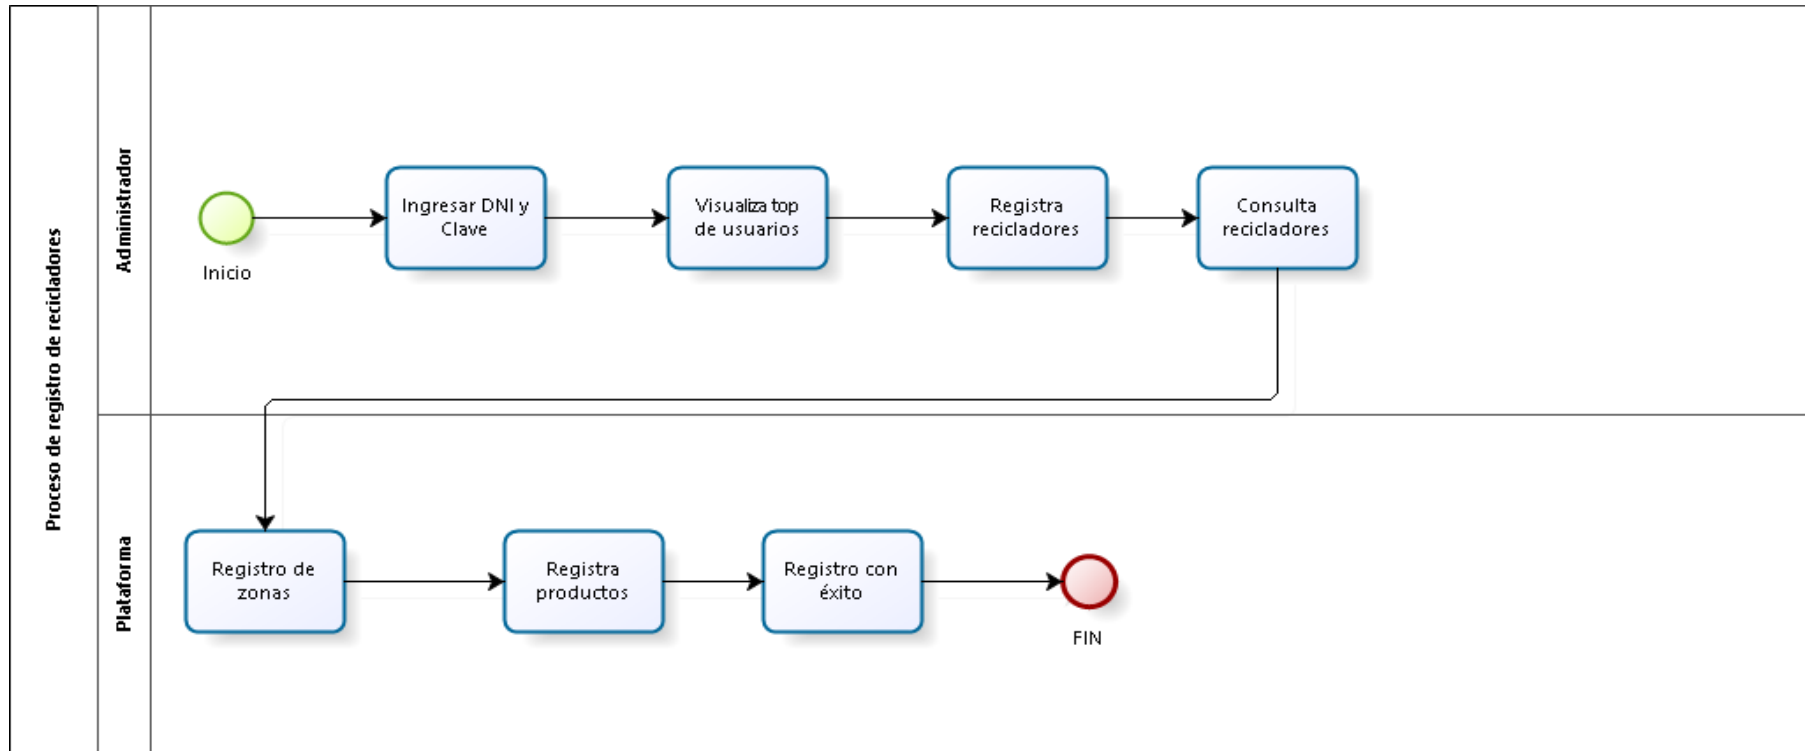 Proceso de registro de recicladores
Administrador
Inicio
Ingresar DNI y
Clave
Visualiza top
de usuarios
Registra
recicladores
Consulta
recicladores
Plataforma
Registro de
zonas
Registra
productos
Registro con
éxito
FIN